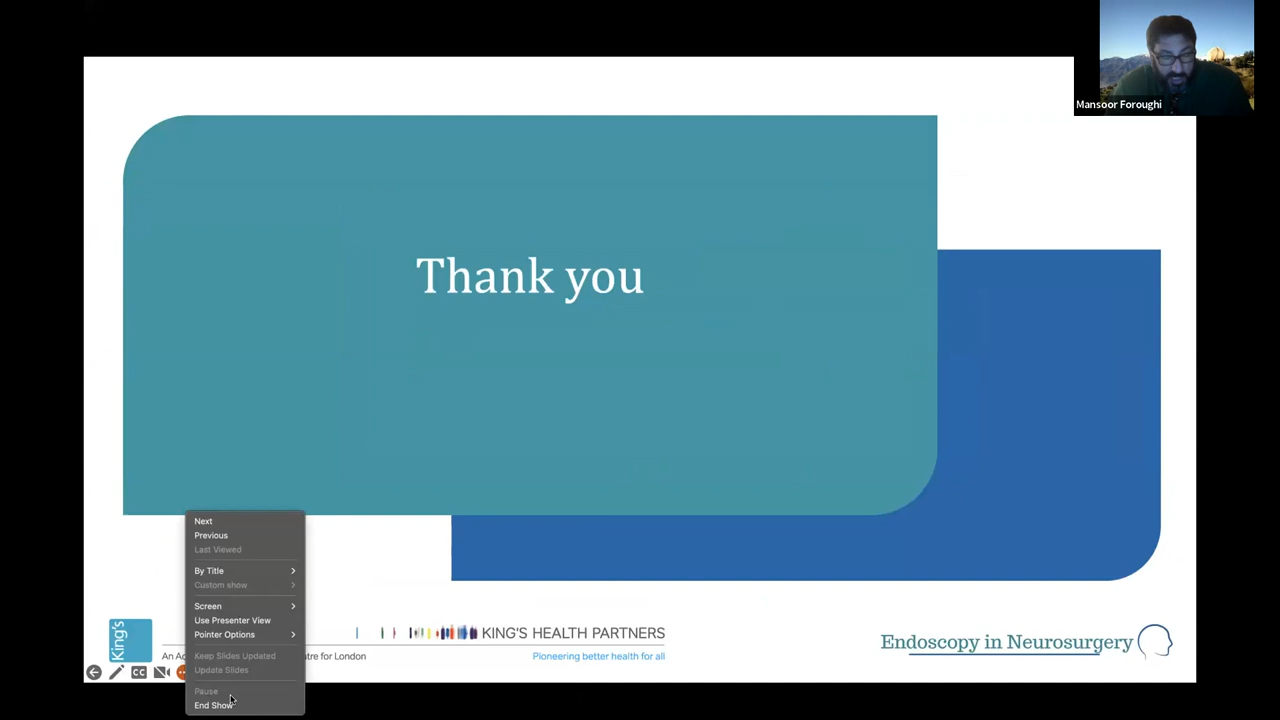 Mansoor Foroughi
Thank you
Next
Previous
Last Viewed
By Title
Custom show
Screen
Use Presenter View
Pointer Options
Keep Slides Updated
Update Slides
Pause
End Show
King's
KING'S HEALTH PARTNERS
An Ac tre for London
Pioneering better health for all
Endoscopy in Neurosurgery
CC